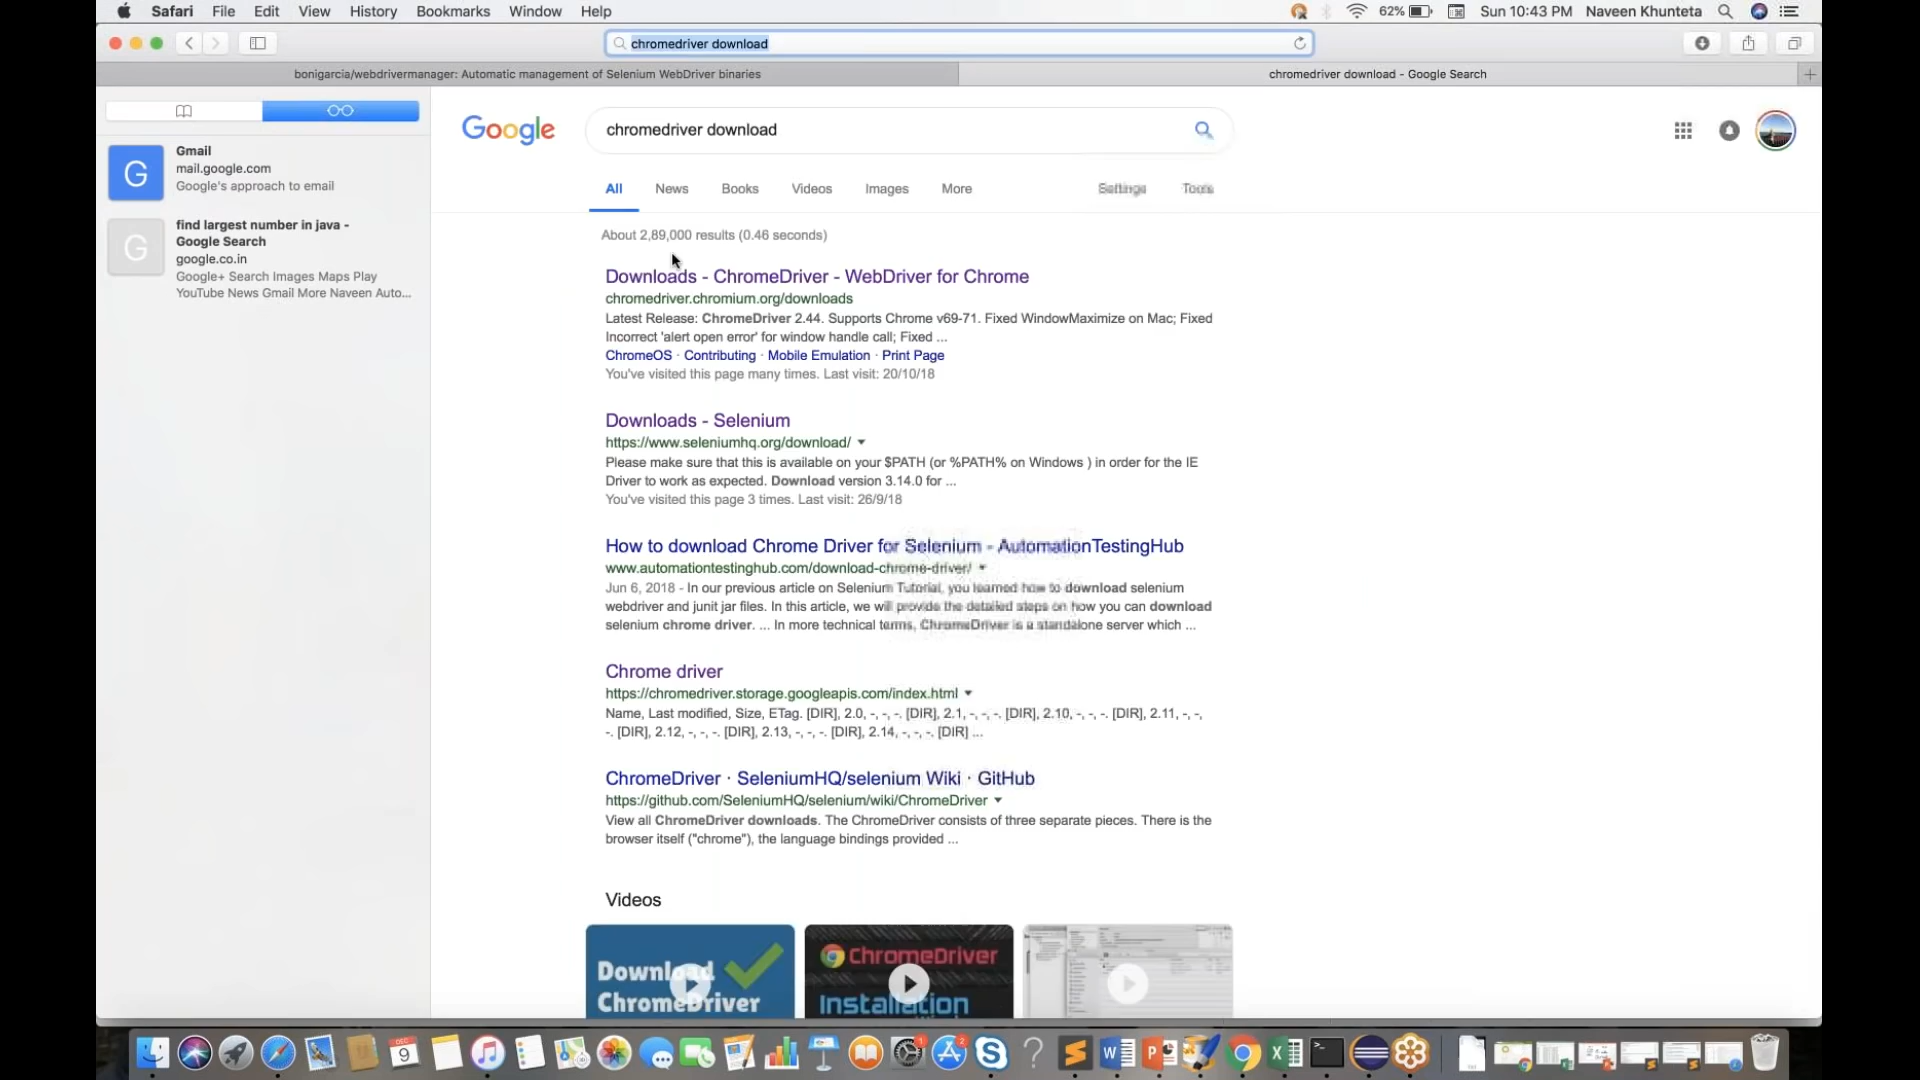 Safari File Edit View History Bookmarks Window Help
62% Sun 10:43 PM Naveen Khunteta
chromedriver download
bonigarcia/webdrivermanager: Automatic management of Selenium WebDriver binaries
chromedriver download - Google Search
Gmail
mail.google.com
Google's approach to email
find largest number in java -
Google Search
google.co.in
Google+ Search Images Maps Play
YouTube News Gmail More Naveen Auto...
Google
chromedriver download
All News Books Videos Images More Settings Tools
About 2,89,000 results (0.46 seconds)
Downloads - ChromeDriver - WebDriver for Chrome
chromedriver.chromium.org/downloads
Latest Release: ChromeDriver 2.44. Supports Chrome v69-71. Fixed WindowMaximize on Mac; Fixed
Incorrect 'alert open error' for window handle call; Fixed ...
ChromeOS · Contributing · Mobile Emulation · Print Page
You've visited this page many times. Last visit: 20/10/18
Downloads - Selenium
https://www.seleniumhq.org/download/
Please make sure that this is available on your $PATH (or %PATH% on Windows ) in order for the IE
Driver to work as expected. Download version 3.14.0 for ...
You've visited this page 3 times. Last visit: 26/9/18
How to download Chrome Driver for Selenium - AutomationTestingHub
www.automationtestinghub.com/download-chrome-driver/
Jun 6, 2018 - In our previous article on Selenium Tutorial, you learned how to download selenium
webdriver and junit jar files. In this article, we will provide the detailed steps on how you can download
selenium chrome driver. ... In more technical terms, ChromeDriver is a standalone server which ...
Chrome driver
https://chromedriver.storage.googleapis.com/index.html
Name, Last modified, Size, ETag. [DIR], 2.0, -, -, -. [DIR], 2.1, -, -, -. [DIR], 2.10, -, -, -. [DIR], 2.11, -, -,
-. [DIR], 2.12, -, -, -. [DIR], 2.13, -, -, -. [DIR], 2.14, -, -, -. [DIR] ...
ChromeDriver · SeleniumHQ/selenium Wiki · GitHub
https://github.com/SeleniumHQ/selenium/wiki/ChromeDriver
View all ChromeDriver downloads. The ChromeDriver consists of three separate pieces. There is the
browser itself ("chrome"), the language bindings provided ...
Videos
Download
ChromeDriver
ChromeDriver
Installation